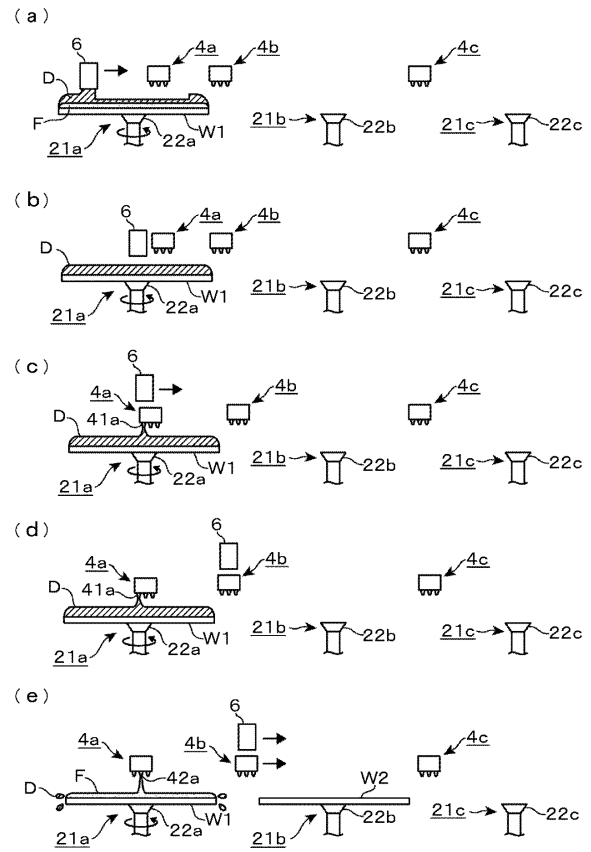 (a)
6 4a 4b 4c
D
F W1 21b 22b 21c 22c
21a 22a
(b)
6 4a 4b 4c
D
W1 21b 22b 21c 22c
21a 22a
(c)
6
4a 4b 4c
D 41a
W1 21b 22b 21c 22c
21a 22a
(d)
6
4a 4b 4c
D 41a
W1 21b 22b 21c 22c
21a 22a
(e)
6
4a 4b 4c
D F 42a W2
W1 22b 21c 22c
21a 22a 21b